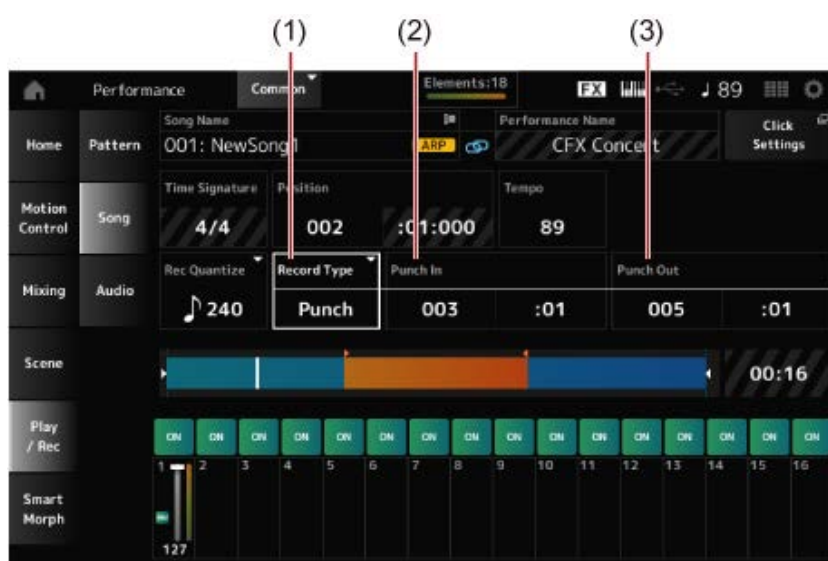 (1) (2) (3)
Performance Common Elements:18 FX ♩ 89
Song Name Performance Name
Home Pattern 001: NewSong1 ARP CFX Concert Click Settings
Time Signature Position Tempo
Motion Control Song 4/4 002 :01:000 89
Rec Quantize Record Type Punch In Punch Out
Mixing Audio ♪ 240 Punch 003 :01 005 :01
Scene 00:16
Play / Rec ON ON ON ON ON ON ON ON ON ON ON ON ON ON ON ON
1 2 3 4 5 6 7 8 9 10 11 12 13 14 15 16
Smart Morph
127